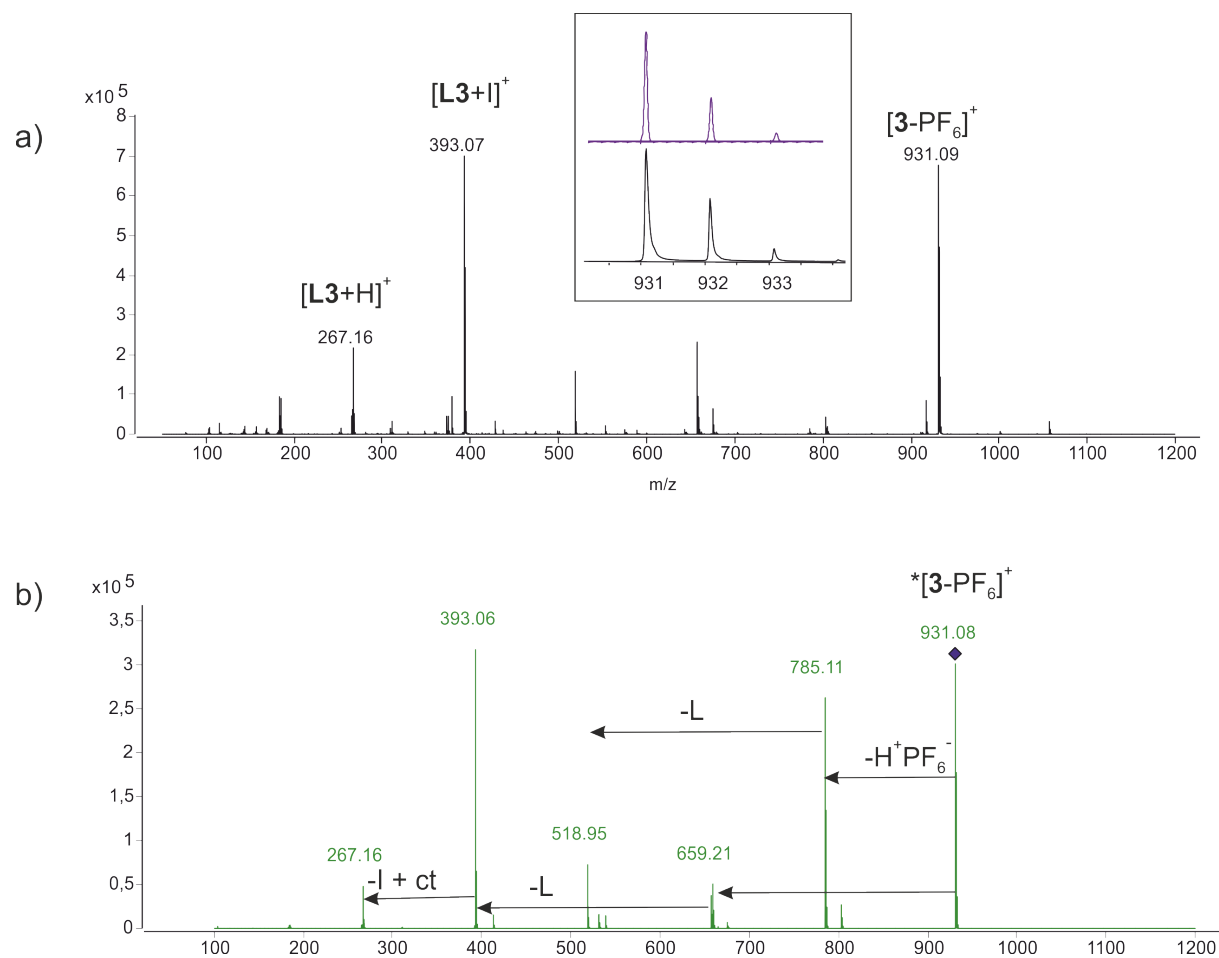 a)
x10 5
8
7
6
5
4
3
2
1
0
[L3+H]+
267.16
[L3+I]+
393.07
931 932 933
[3-PF6]+
931.09
100 200 300 400 500 600 700 800 900 1000 1100 1200
m/z
b)
x10 5
3,5
3
2,5
2
1,5
1
0,5
0
*[3-PF6]+
931.08
393.06
785.11
-L
-H+PF6-
518.95
659.21
267.16
-I + ct
-L
100 200 300 400 500 600 700 800 900 1000 1100 1200